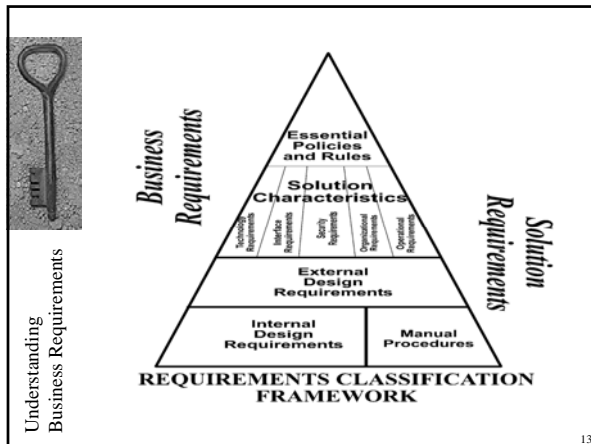 Understanding
Business Requirements
Business
Requirements
Essential
Policies
and Rules
Solution
Characteristics
Technology
Requirements
Interface
Requirements
Security
Requirements
Organizational
Requirements
Operational
Requirements
External
Design
Requirements
Internal
Design
Requirements
Manual
Procedures
Solution
Requirements
REQUIREMENTS CLASSIFICATION
FRAMEWORK
13